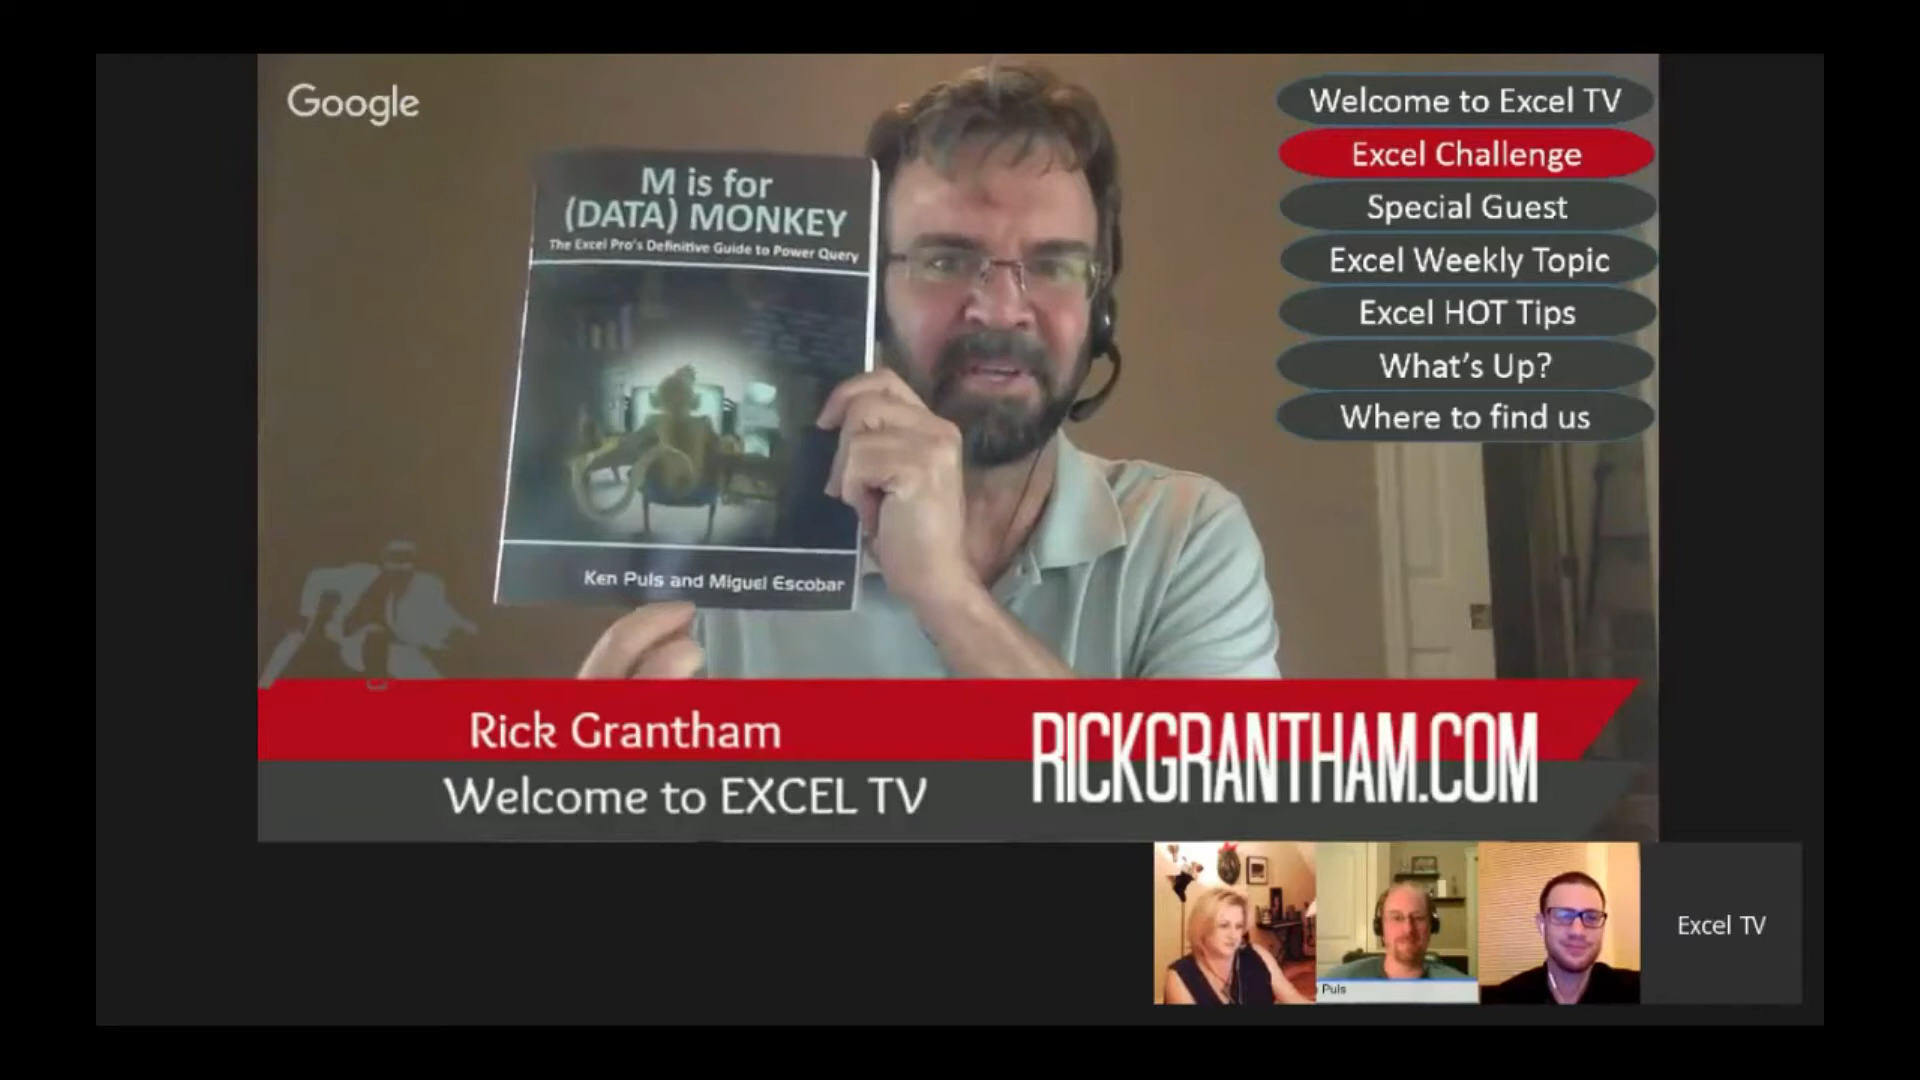 Google
M is for
(DATA) MONKEY
The Excel Pro's Definitive Guide to Power Query
Ken Puls and Miguel Escobar
Welcome to Excel TV
Excel Challenge
Special Guest
Excel Weekly Topic
Excel HOT Tips
What's Up?
Where to find us
Rick Grantham
Welcome to EXCEL TV
RICKGRANTHAM.COM
Puls
Excel TV